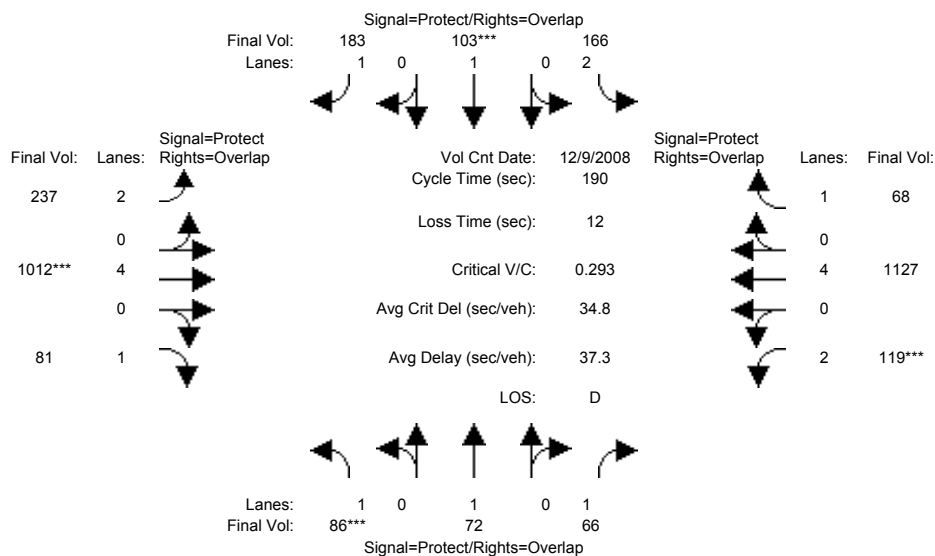 Signal=Protect/Rights=Overlap
Final Vol: 183 103*** 166
Lanes: 1 0 1 0 2
Signal=Protect Signal=Protect
Final Vol: Lanes: Rights=Overlap Vol Cnt Date: 12/9/2008 Rights=Overlap Lanes: Final Vol:
Cycle Time (sec): 190
237 2 1 68
Loss Time (sec): 12
0 0
1012*** 4 Critical V/C: 0.293 4 1127
0 Avg Crit Del (sec/veh): 34.8 0
81 1 Avg Delay (sec/veh): 37.3 2 119***
LOS: D
Lanes: 1 0 1 0 1
Final Vol: 86*** 72 66
Signal=Protect/Rights=Overlap